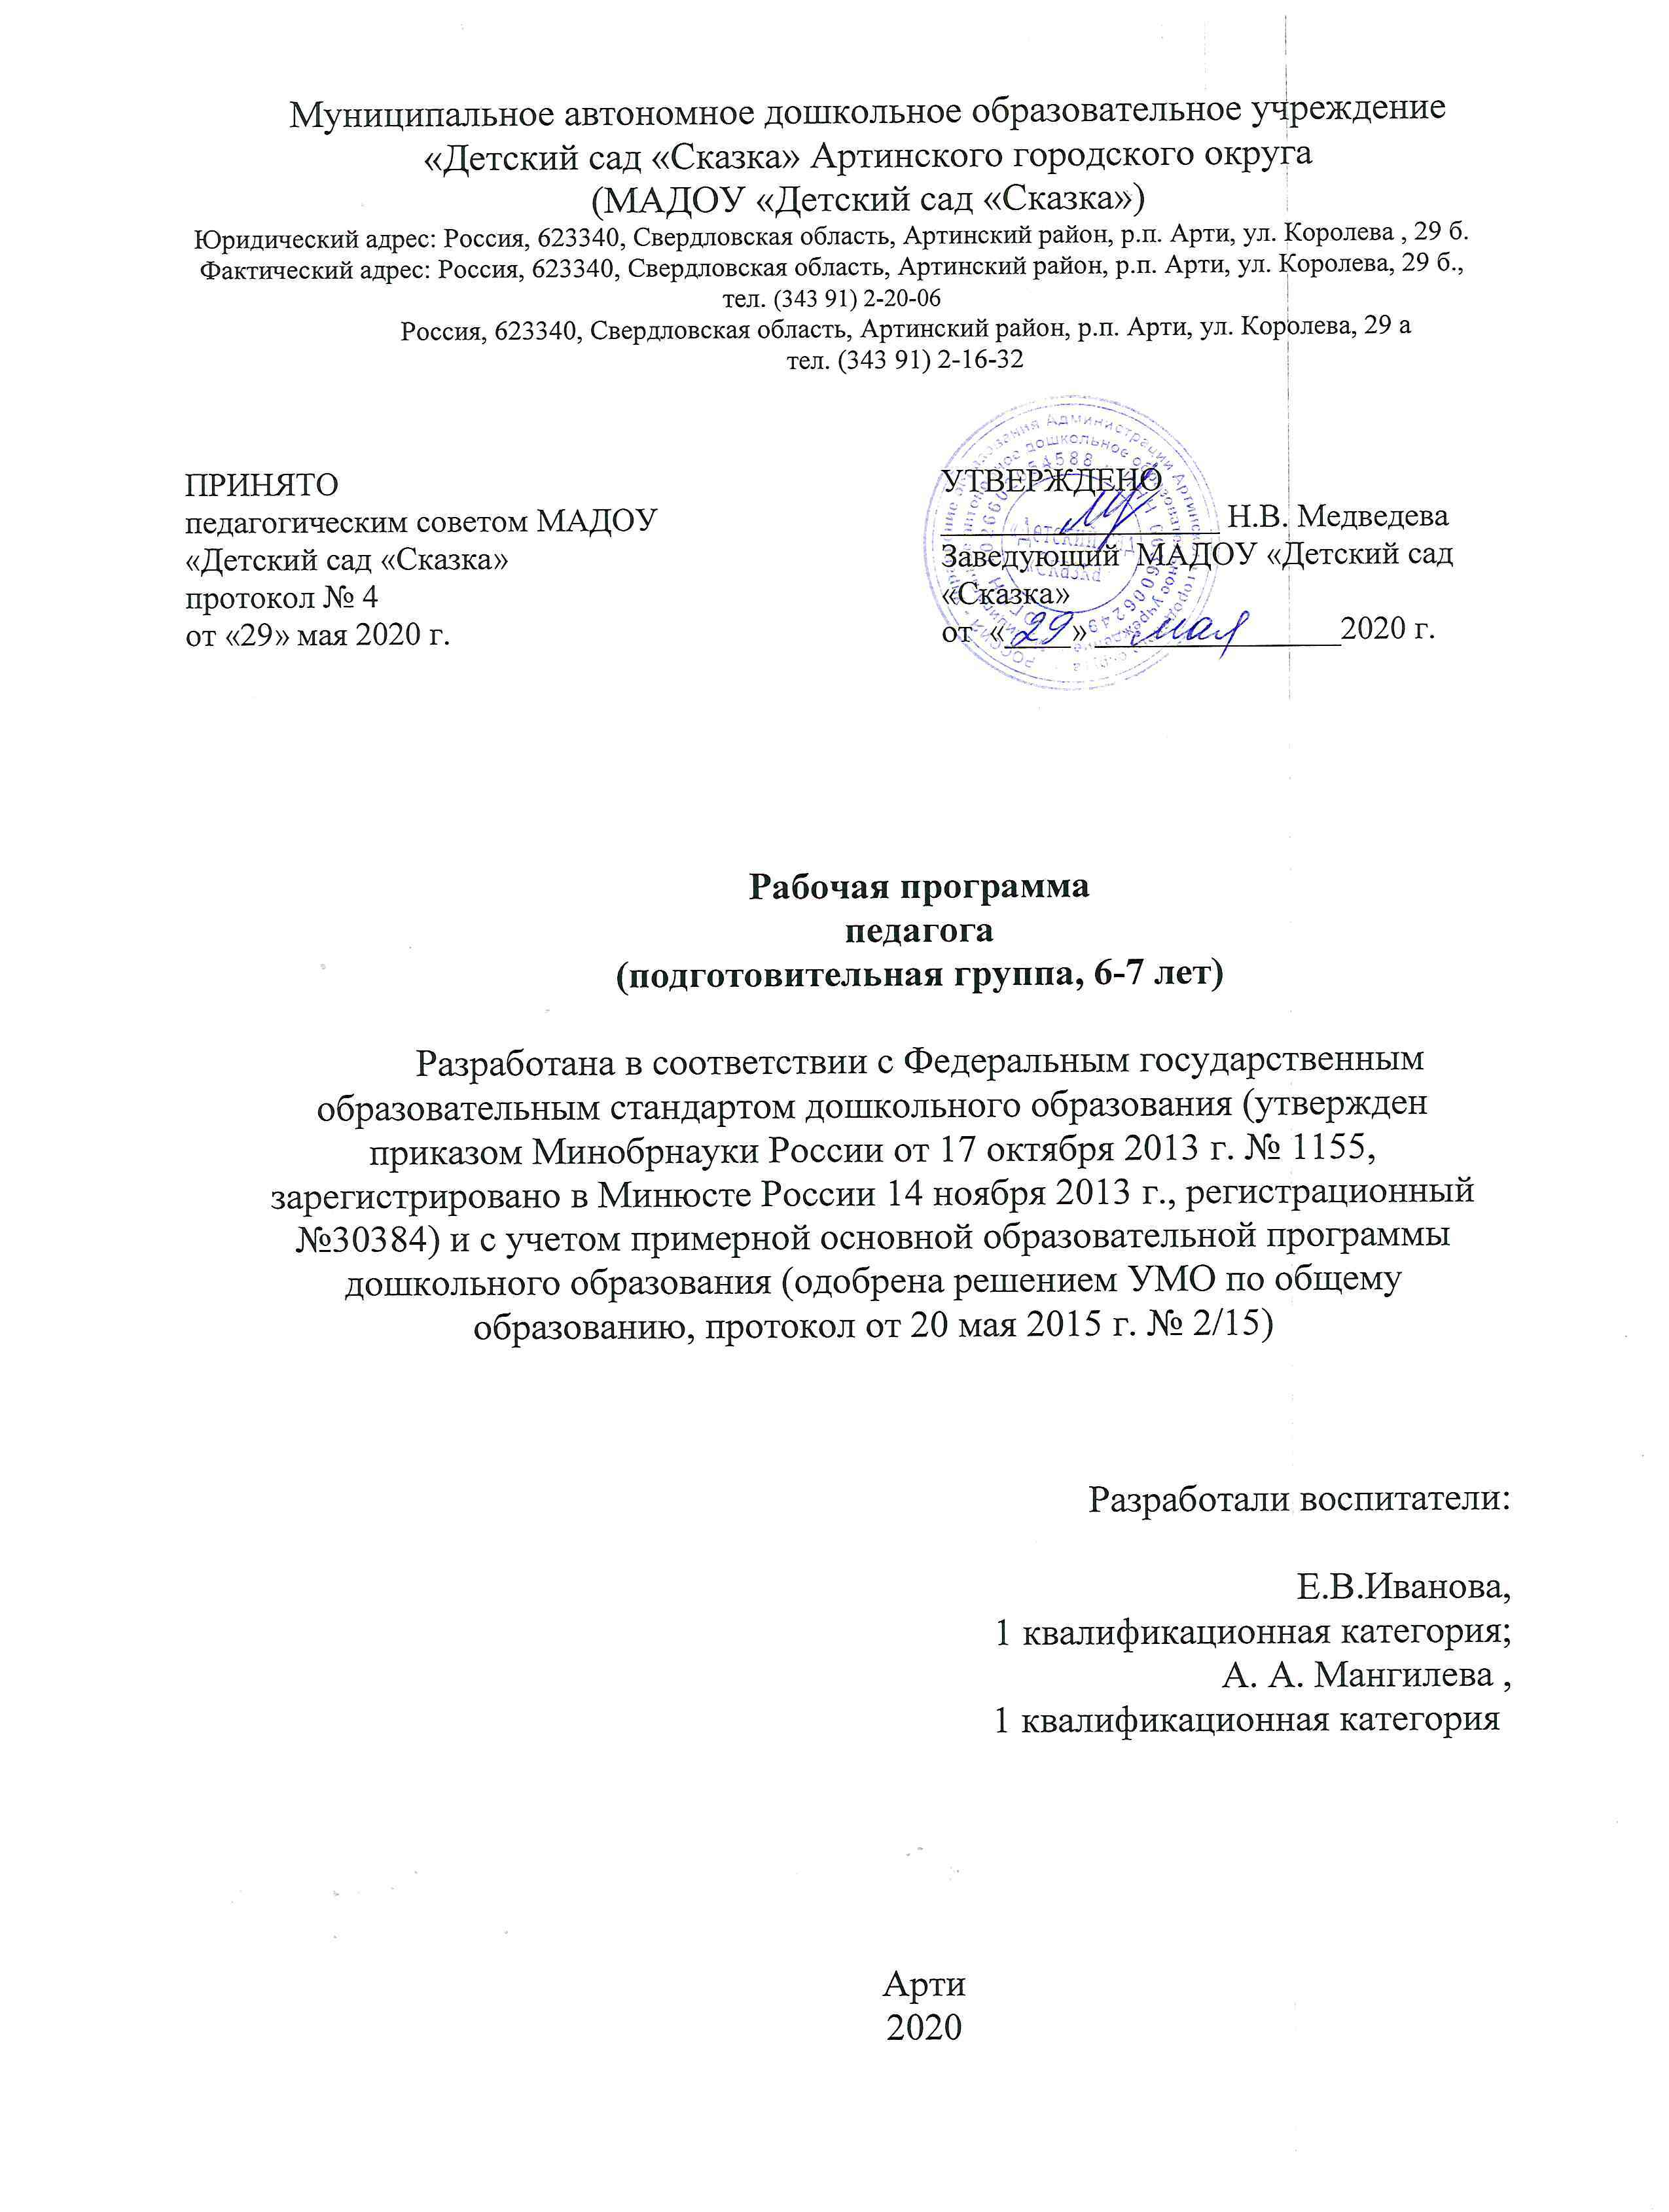 Муниципальное автономное дошкольное образовательное учреждение
«Детский сад «Сказка» Артинского городского округа
(МАДОУ «Детский сад «Сказка»)
Юридический адрес: Россия, 623340, Свердловская область, Артинский район, р.п. Арти, ул. Королева , 29 б.
Фактический адрес: Россия, 623340, Свердловская область, Артинский район, р.п. Арти, ул. Королева, 29 б.,
тел. (343 91) 2-20-06
Россия, 623340, Свердловская область, Артинский район, р.п. Арти, ул. Королева, 29 а
тел. (343 91) 2-16-32
ПРИНЯТО
педагогическим советом МАДОУ
«Детский сад «Сказка»
протокол № 4
от «29» мая 2020 г.
УТВЕРЖДЕНО
Н.В. Медведева
Заведующий МАДОУ «Детский сад
«Сказка»
от «29» мая 2020 г.
«Детский сад
«Сказка»
Рабочая программа
педагога
(подготовительная группа, 6-7 лет)
Разработана в соответствии с Федеральным государственным
образовательным стандартом дошкольного образования (утвержден
приказом Минобрнауки России от 17 октября 2013 г. № 1155,
зарегистрировано в Минюсте России 14 ноября 2013 г., регистрационный
№30384) и с учетом примерной основной образовательной программы
дошкольного образования (одобрена решением УМО по общему
образованию, протокол от 20 мая 2015 г. № 2/15)
Разработали воспитатели:
Е.В.Иванова,
1 квалификационная категория;
А. А. Мангилева ,
1 квалификационная категория
Арти
2020